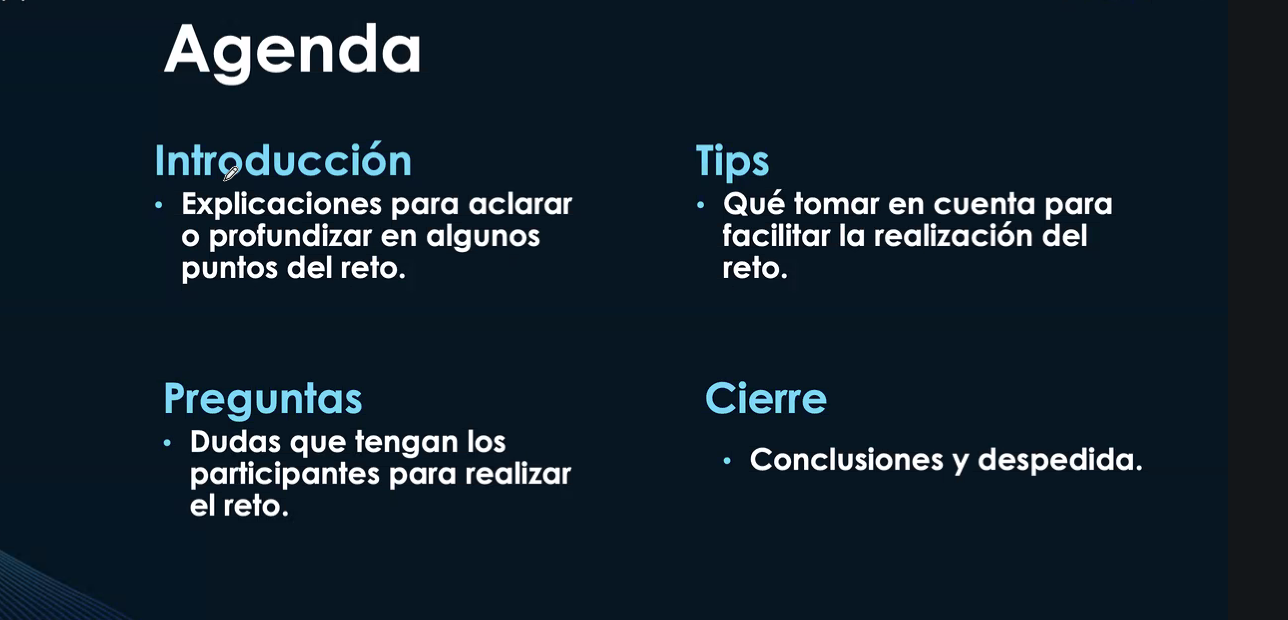 Agenda
Introducción
• Explicaciones para aclarar
o profundizar en algunos
puntos del reto.
Tips
• Qué tomar en cuenta para
facilitar la realización del
reto.
Preguntas
• Dudas que tengan los
participantes para realizar
el reto.
Cierre
• Conclusiones y despedida.